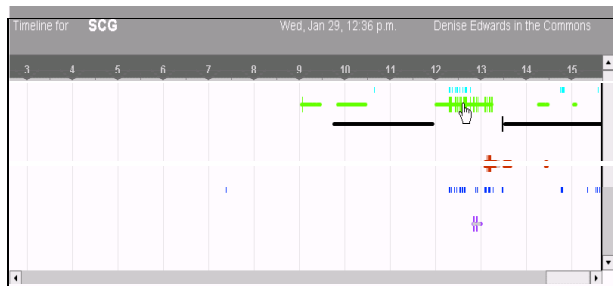 Timeline for SCG Wed, Jan 29, 12:36 p.m. Denise Edwards in the Commons
3 4 5 6 7 8 9 10 11 12 13 14 15